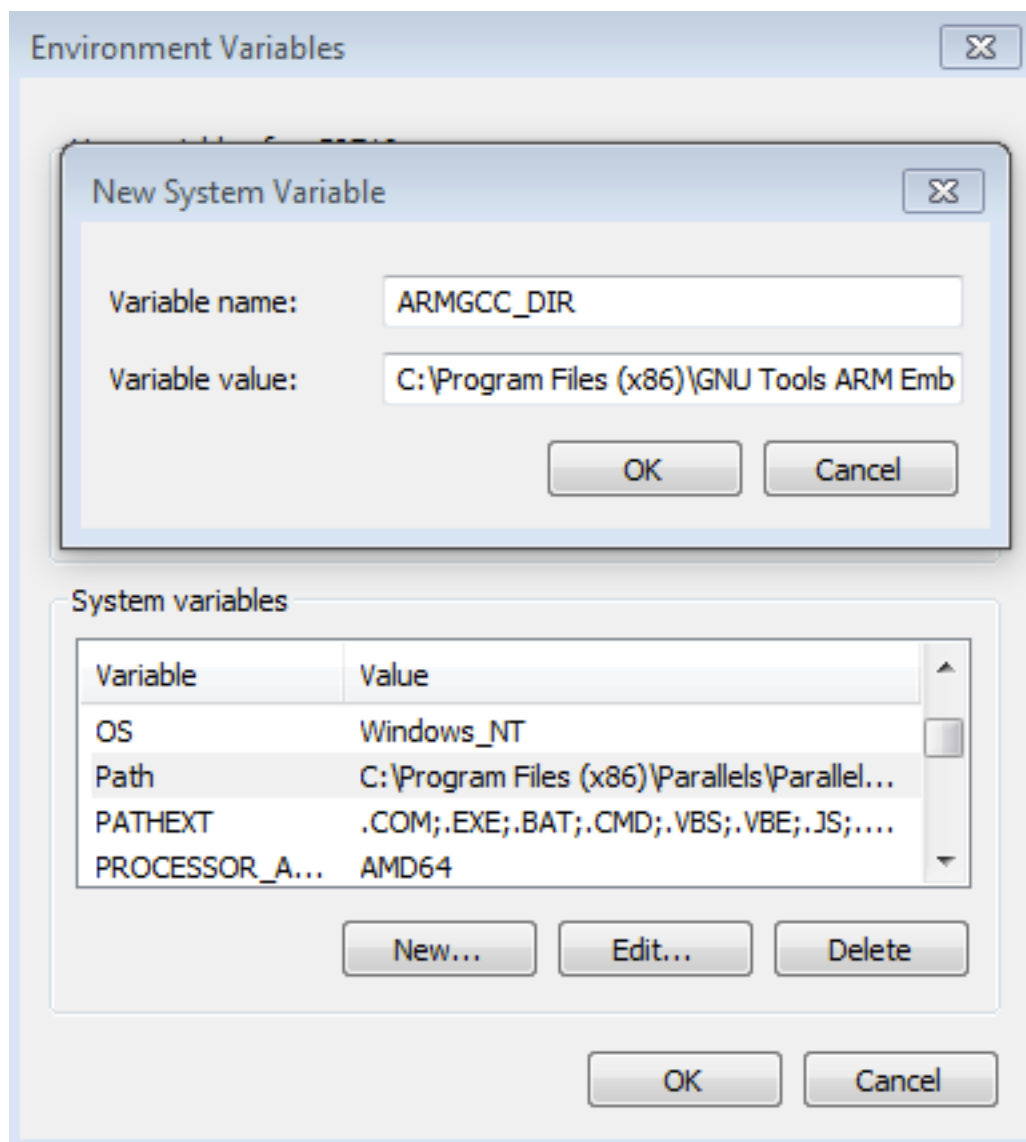 Environment Variables
New System Variable
Variable name: ARMGCC_DIR
Variable value: C:\Program Files (x86)\GNU Tools ARM Emb
OK Cancel
System variables
Variable Value
OS Windows_NT
Path C:\Program Files (x86)\Parallels\Parallel...
PATHEXT .COM;.EXE;.BAT;.CMD;.VBS;.VBE;.JS;....
PROCESSOR_A... AMD64
New... Edit... Delete
OK Cancel